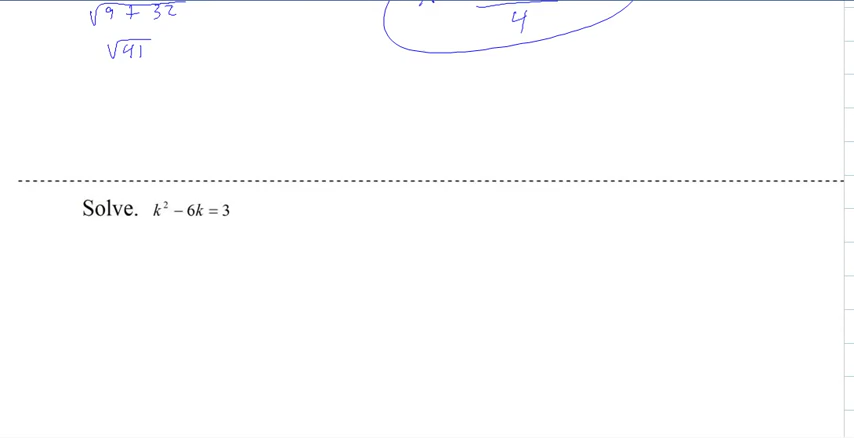 √9 + 32
√41
4
Solve. k² – 6k = 3